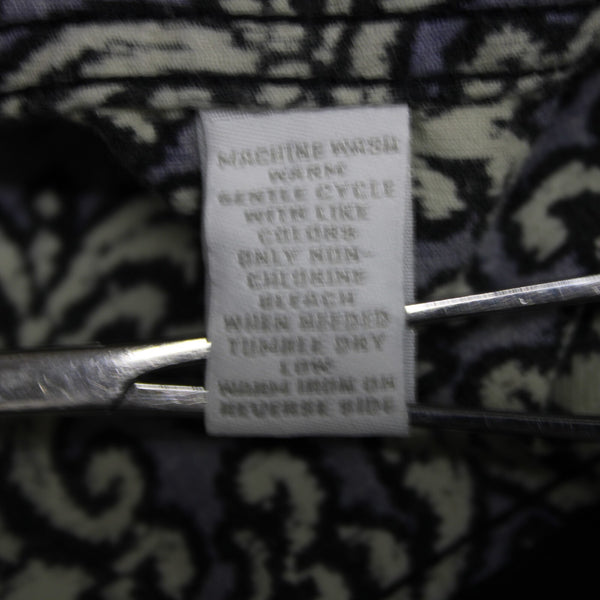 MACHINE WASH
WARM
GENTLE CYCLE
WITH LIKE
COLORS
ONLY NON-
CHLORINE
BLEACH
WHEN NEEDED
TUMBLE DRY
LOW
WARM IRON ON
REVERSE SIDE